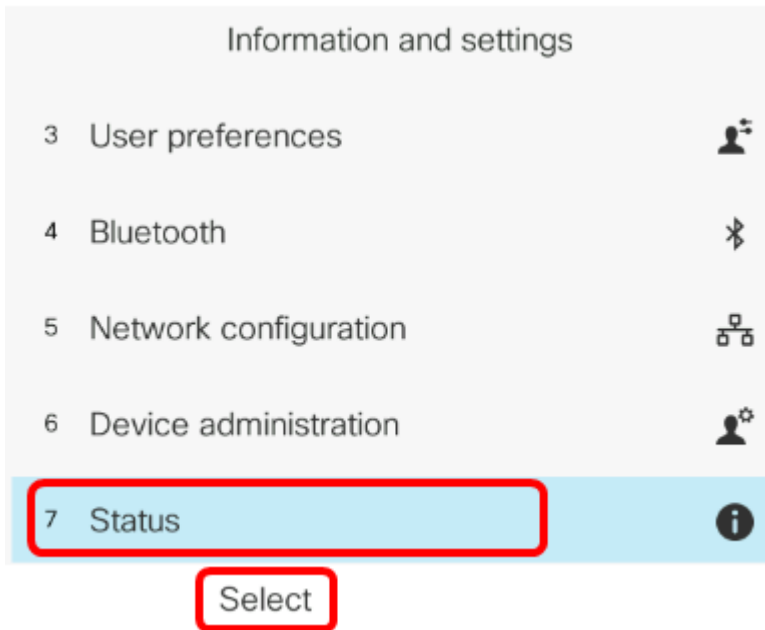 Information and settings
3 User preferences
4 Bluetooth
5 Network configuration
6 Device administration
7 Status
Select